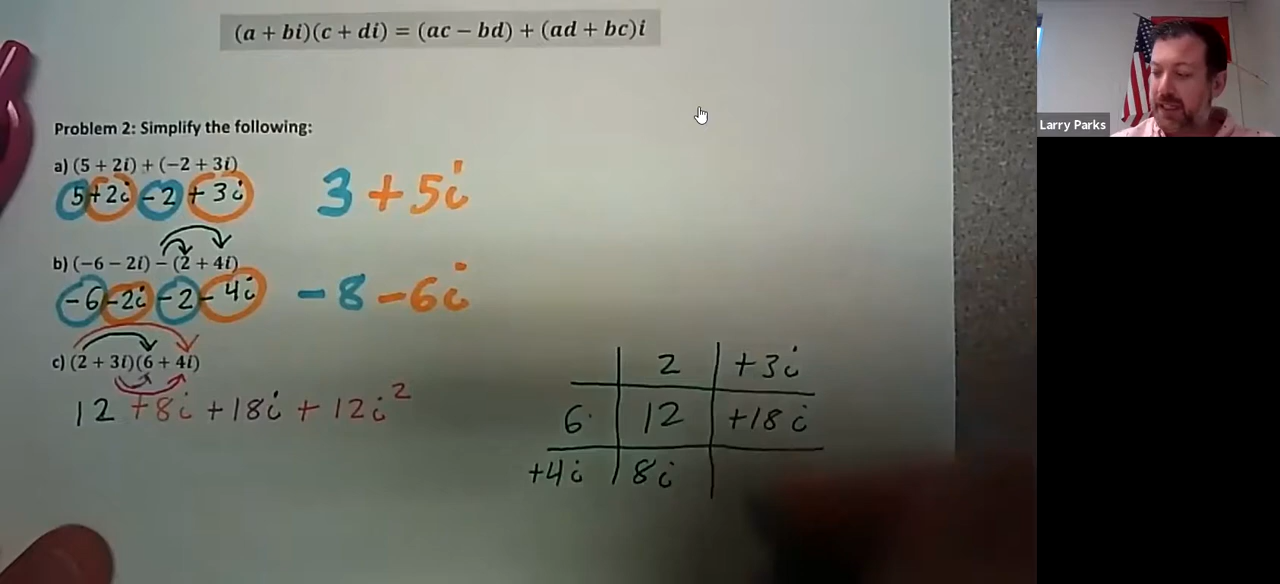 (a + bi)(c + di) = (ac − bd) + (ad + bc)i
Larry Parks
Problem 2: Simplify the following:
a) (5 + 2i) + (−2 + 3i)
5+2i -2 + 3i 3 + 5i
b) (−6 − 2i) − (2 + 4i)
-6-2i -2 - 4i -8 - 6i
c) (2 + 3i)(6 + 4i)
12 +8i +18i + 12i²
2 +3i
6 12 +18i
+4i 8i